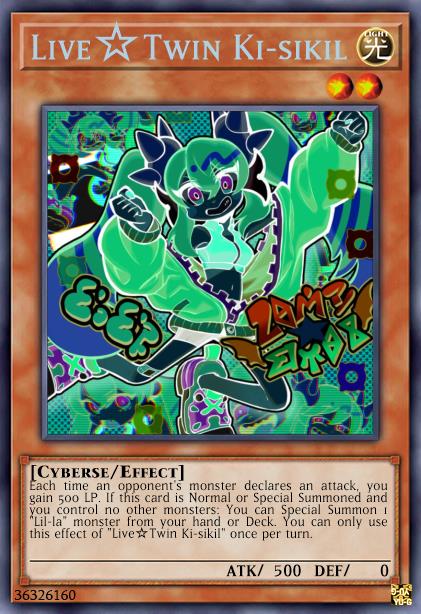 LIVE☆TWIN KI-SIKIL
LIGHT
光
[CYBERSE/EFFECT]
Each time an opponent's monster declares an attack, you
gain 500 LP. If this card is Normal or Special Summoned and
you control no other monsters: You can Special Summon 1
"Lil-la" monster from your hand or Deck. You can only use
this effect of "Live☆Twin Ki-sikil" once per turn.
ATK/ 500 DEF/ 0
36326160